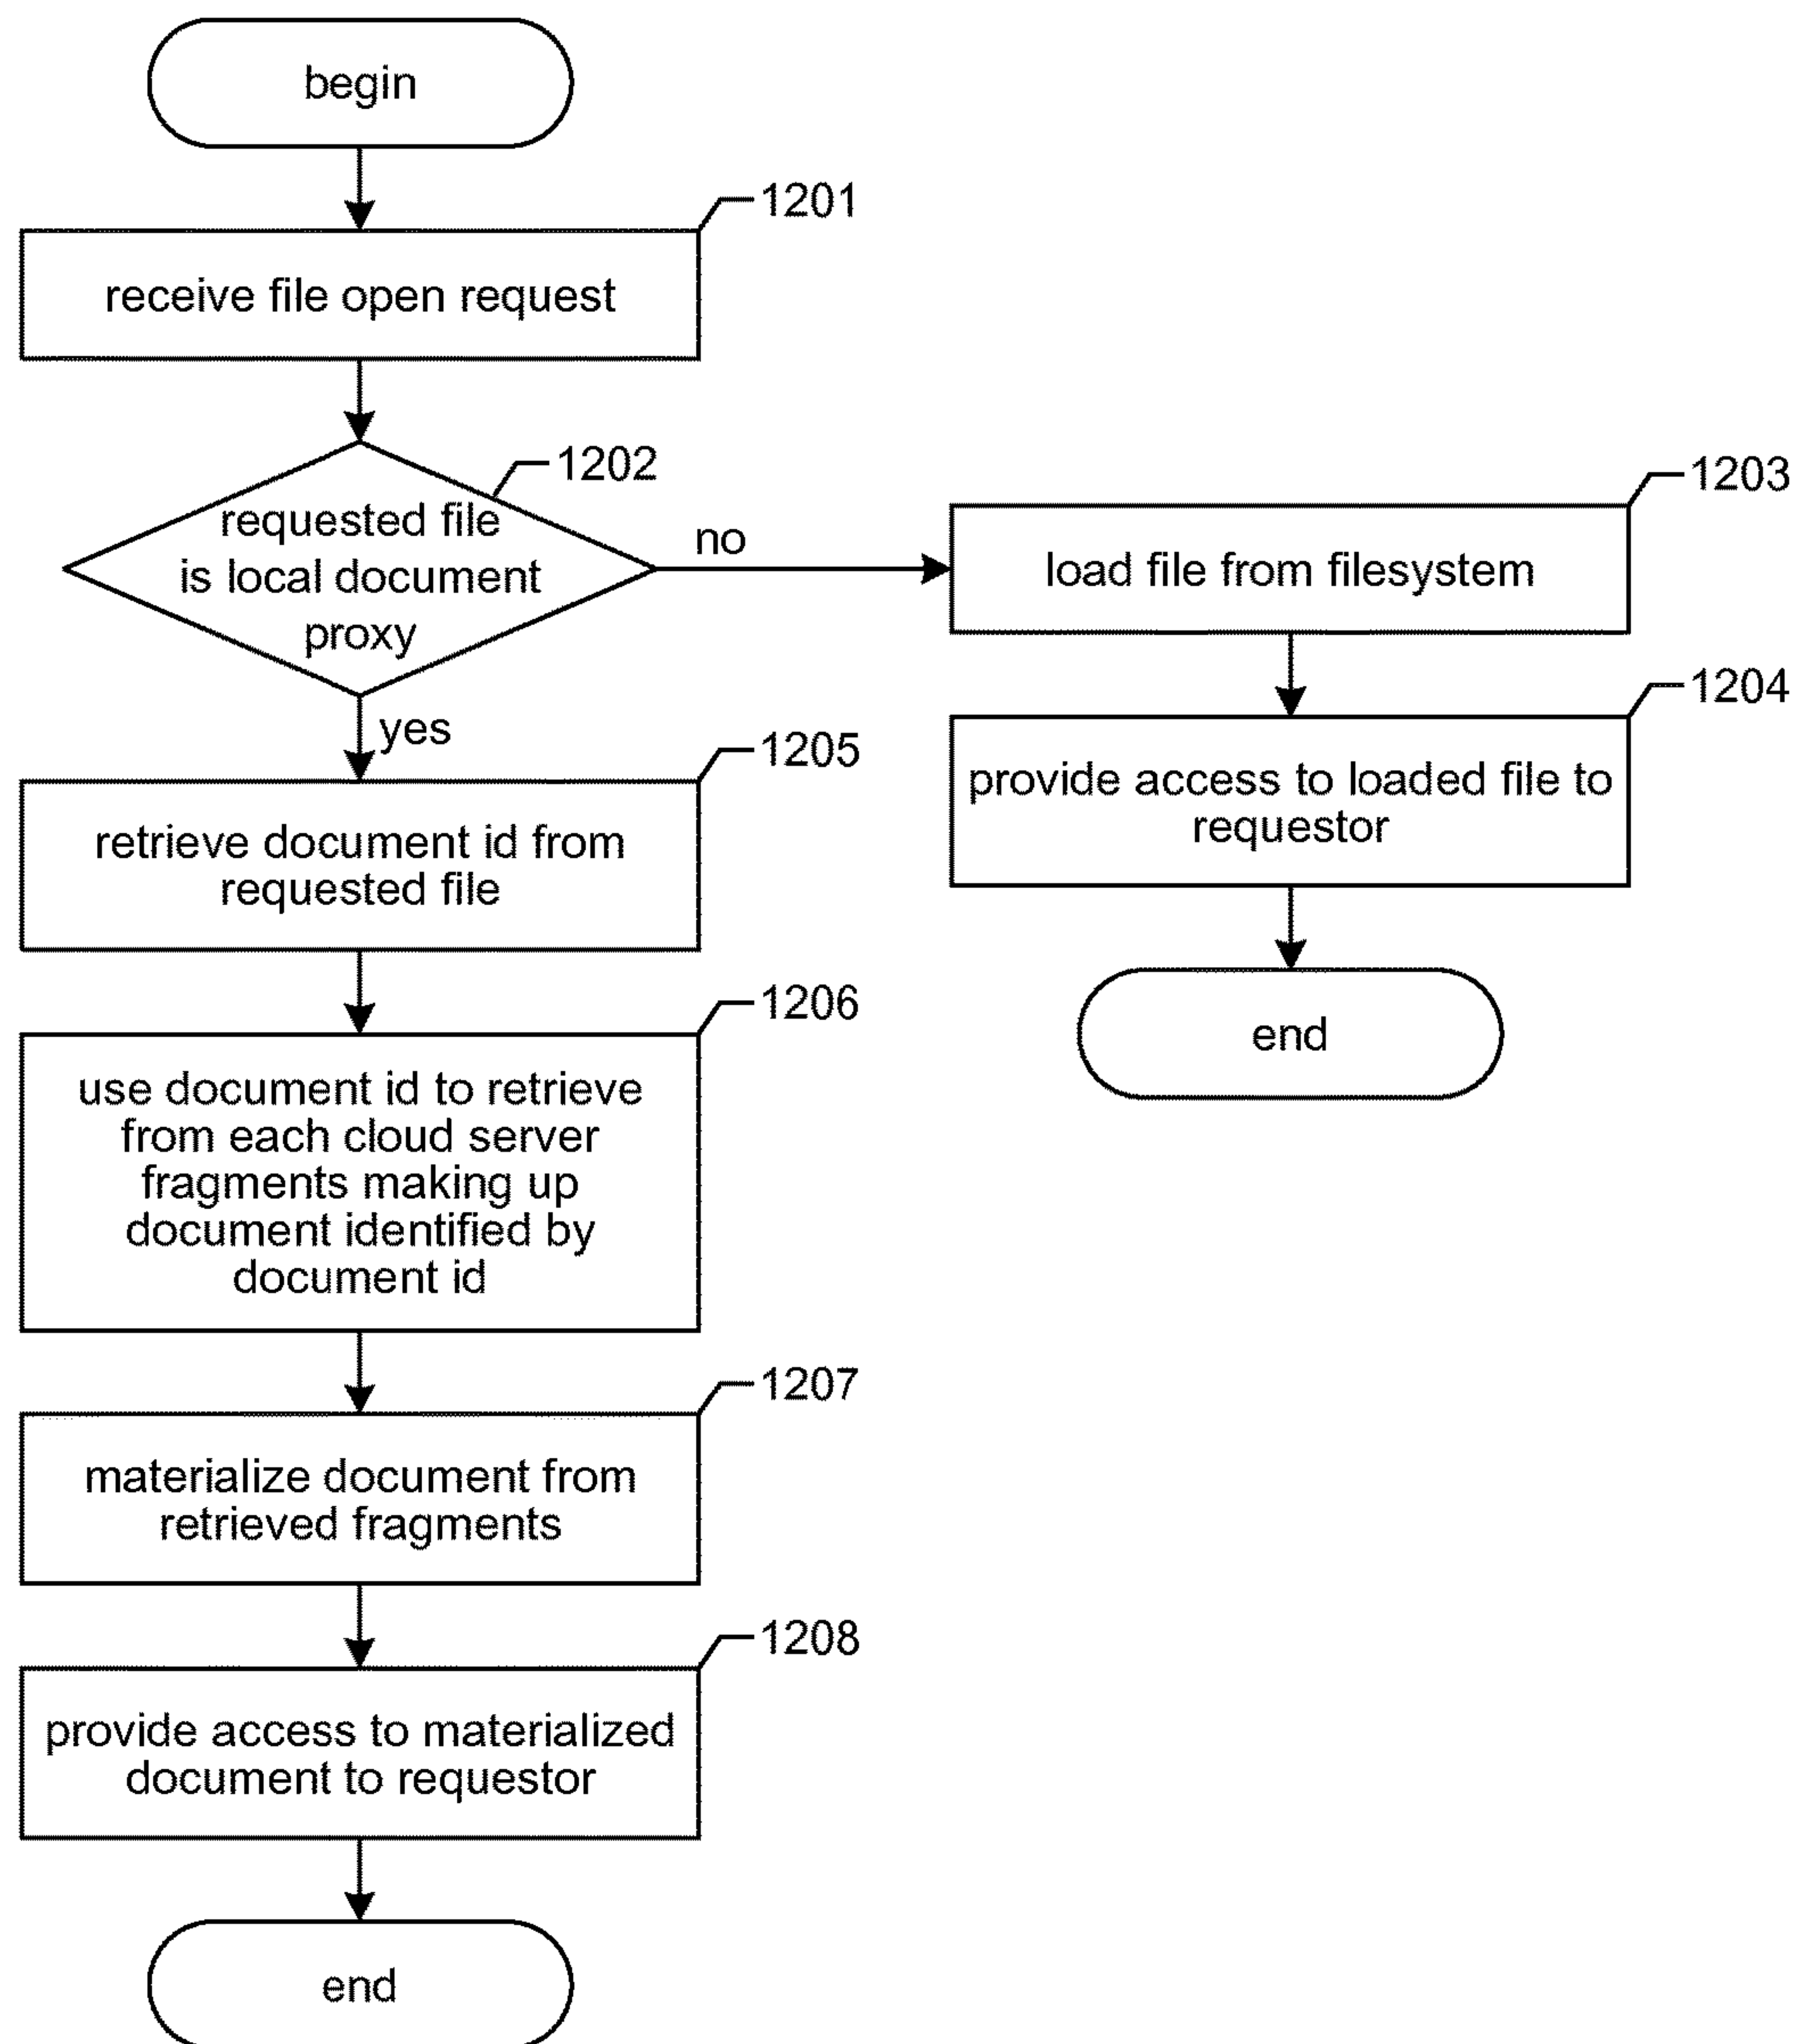 begin
1201
receive file open request
1202
requested file
is local document
proxy
no
yes
1203
load file from filesystem
1204
provide access to loaded file to
requestor
end
1205
retrieve document id from
requested file
1206
use document id to retrieve
from each cloud server
fragments making up
document identified by
document id
1207
materialize document from
retrieved fragments
1208
provide access to materialized
document to requestor
end